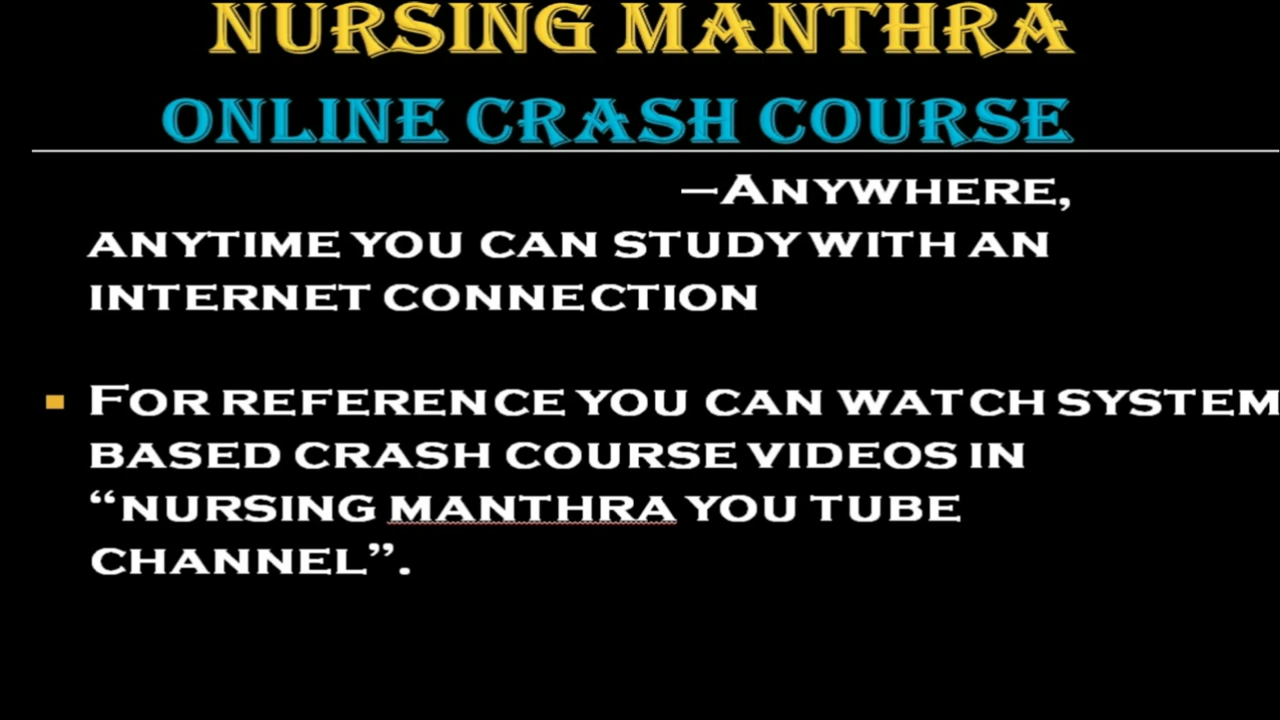 NURSING MANTHRA
ONLINE CRASH COURSE
–ANYWHERE,
ANYTIME YOU CAN STUDY WITH AN
INTERNET CONNECTION
FOR REFERENCE YOU CAN WATCH SYSTEM
BASED CRASH COURSE VIDEOS IN
“NURSING MANTHRA YOU TUBE
CHANNEL”.